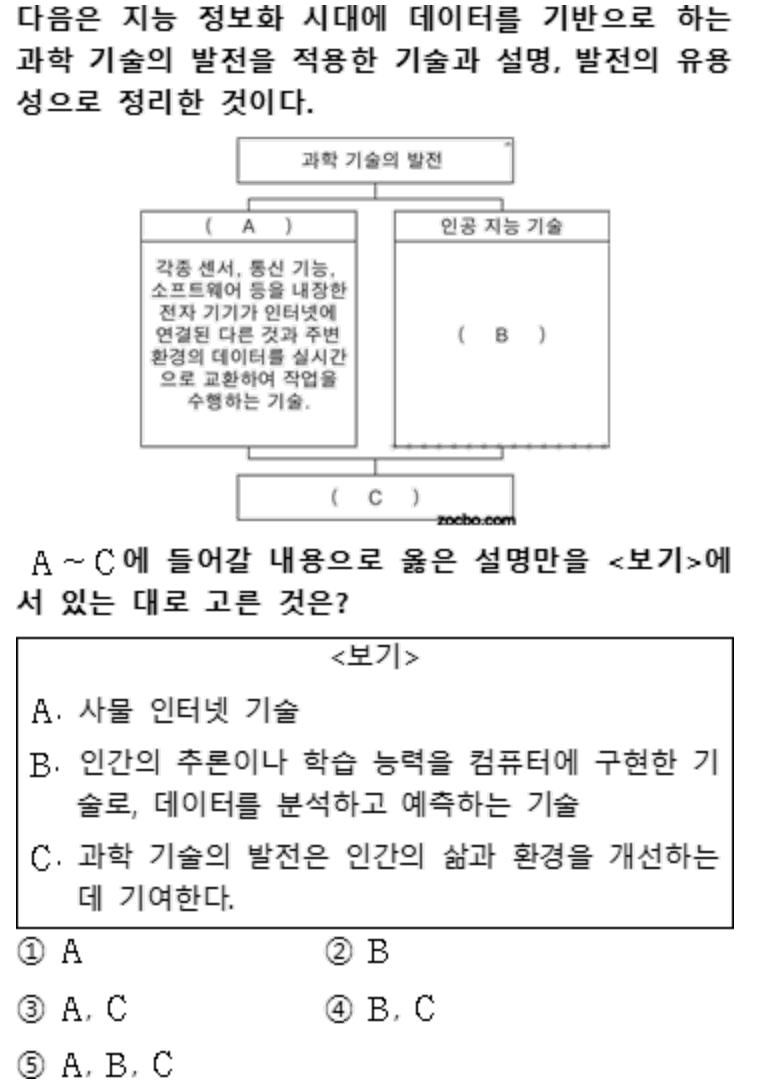 다음은 지능 정보화 시대에 데이터를 기반으로 하는
과학 기술의 발전을 적용한 기술과 설명, 발전의 유용
성으로 정리한 것이다.
과학 기술의 발전
( A )
각종 센서, 통신 기능,
소프트웨어 등을 내장한
전자 기기가 인터넷에
연결된 다른 것과 주변
환경의 데이터를 실시간
으로 교환하여 작업을
수행하는 기술.
인공 지능 기술
( B )
( C )
zocbo.com
A ~ C에 들어갈 내용으로 옳은 설명만을 <보기>에
서 있는 대로 고른 것은?
<보기>
A. 사물 인터넷 기술
B. 인간의 추론이나 학습 능력을 컴퓨터에 구현한 기
술로, 데이터를 분석하고 예측하는 기술
C. 과학 기술의 발전은 인간의 삶과 환경을 개선하는
데 기여한다.
① A ② B
③ A, C ④ B, C
⑤ A, B, C